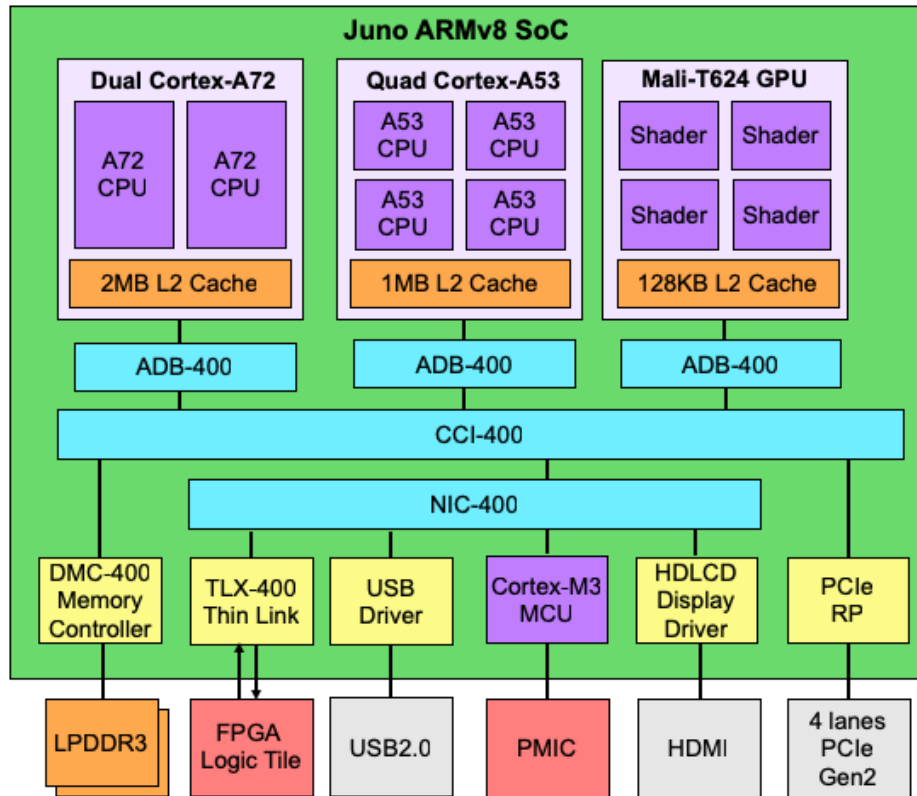 Juno ARMv8 SoC
Dual Cortex-A72
A72
CPU
A72
CPU
2MB L2 Cache
Quad Cortex-A53
A53
CPU
A53
CPU
A53
CPU
A53
CPU
1MB L2 Cache
Mali-T624 GPU
Shader
Shader
Shader
Shader
128KB L2 Cache
ADB-400
ADB-400
ADB-400
CCI-400
NIC-400
DMC-400
Memory
Controller
TLX-400
Thin Link
USB
Driver
Cortex-M3
MCU
HDLCD
Display
Driver
PCIe
RP
LPDDR3
FPGA
Logic Tile
USB2.0
PMIC
HDMI
4 lanes
PCIe
Gen2